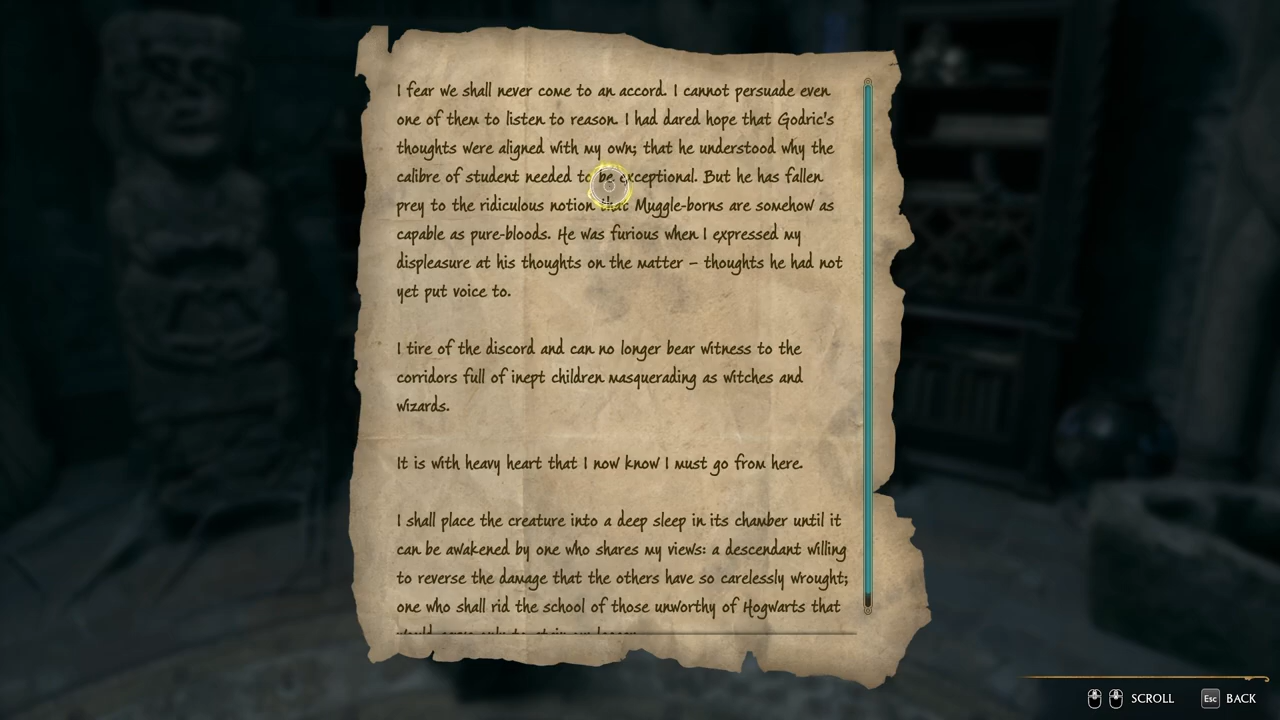 I fear we shall never come to an accord. I cannot persuade even
one of them to listen to reason. I had dared hope that Godric's
thoughts were aligned with my own; that he understood why the
calibre of student needed to be exceptional. But he has fallen
prey to the ridiculous notion that Muggle-borns are somehow as
capable as pure-bloods. He was furious when I expressed my
displeasure at his thoughts on the matter – thoughts he had not
yet put voice to.
I tire of the discord and can no longer bear witness to the
corridors full of inept children masquerading as witches and
wizards.
It is with heavy heart that I now know I must go from here.
I shall place the creature into a deep sleep in its chamber until it
can be awakened by one who shares my views: a descendant willing
to reverse the damage that the others have so carelessly wrought;
one who shall rid the school of those unworthy of Hogwarts that
SCROLL
Esc BACK